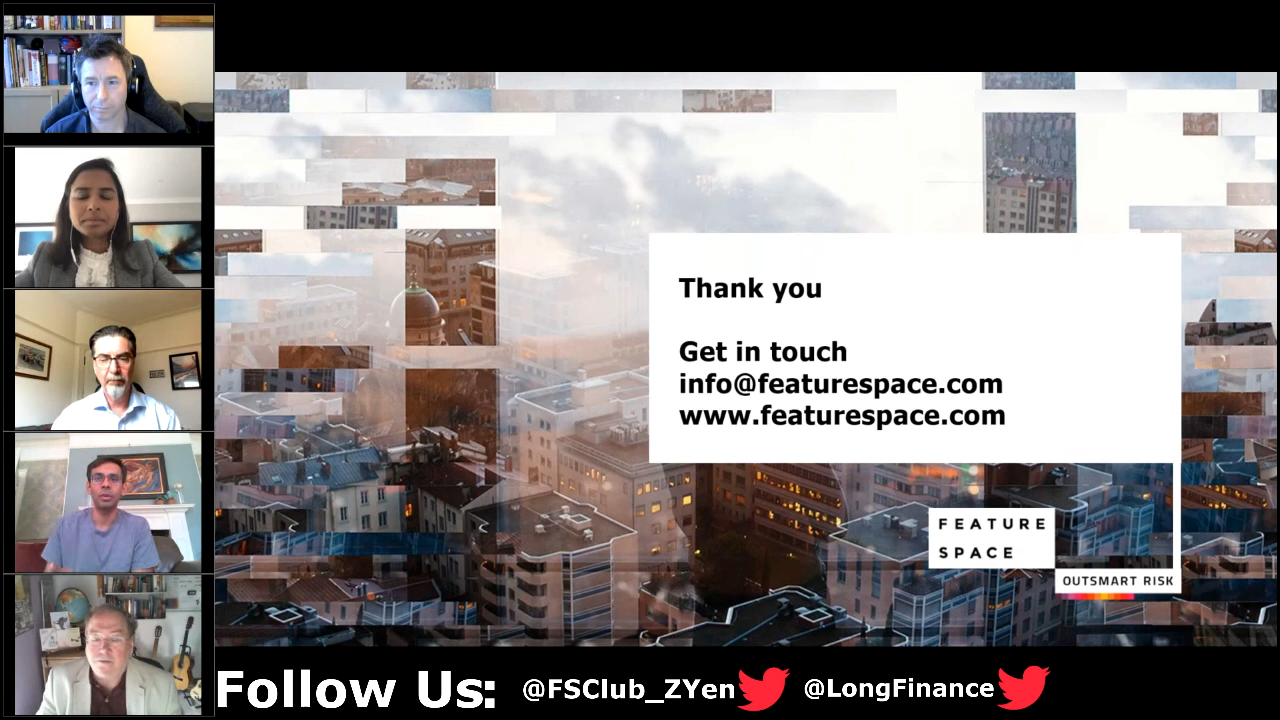 Thank you
Get in touch
info@featurespace.com
www.featurespace.com
FEATURE
SPACE
OUTSMART RISK
Follow Us: @FSClub_ZYen @LongFinance